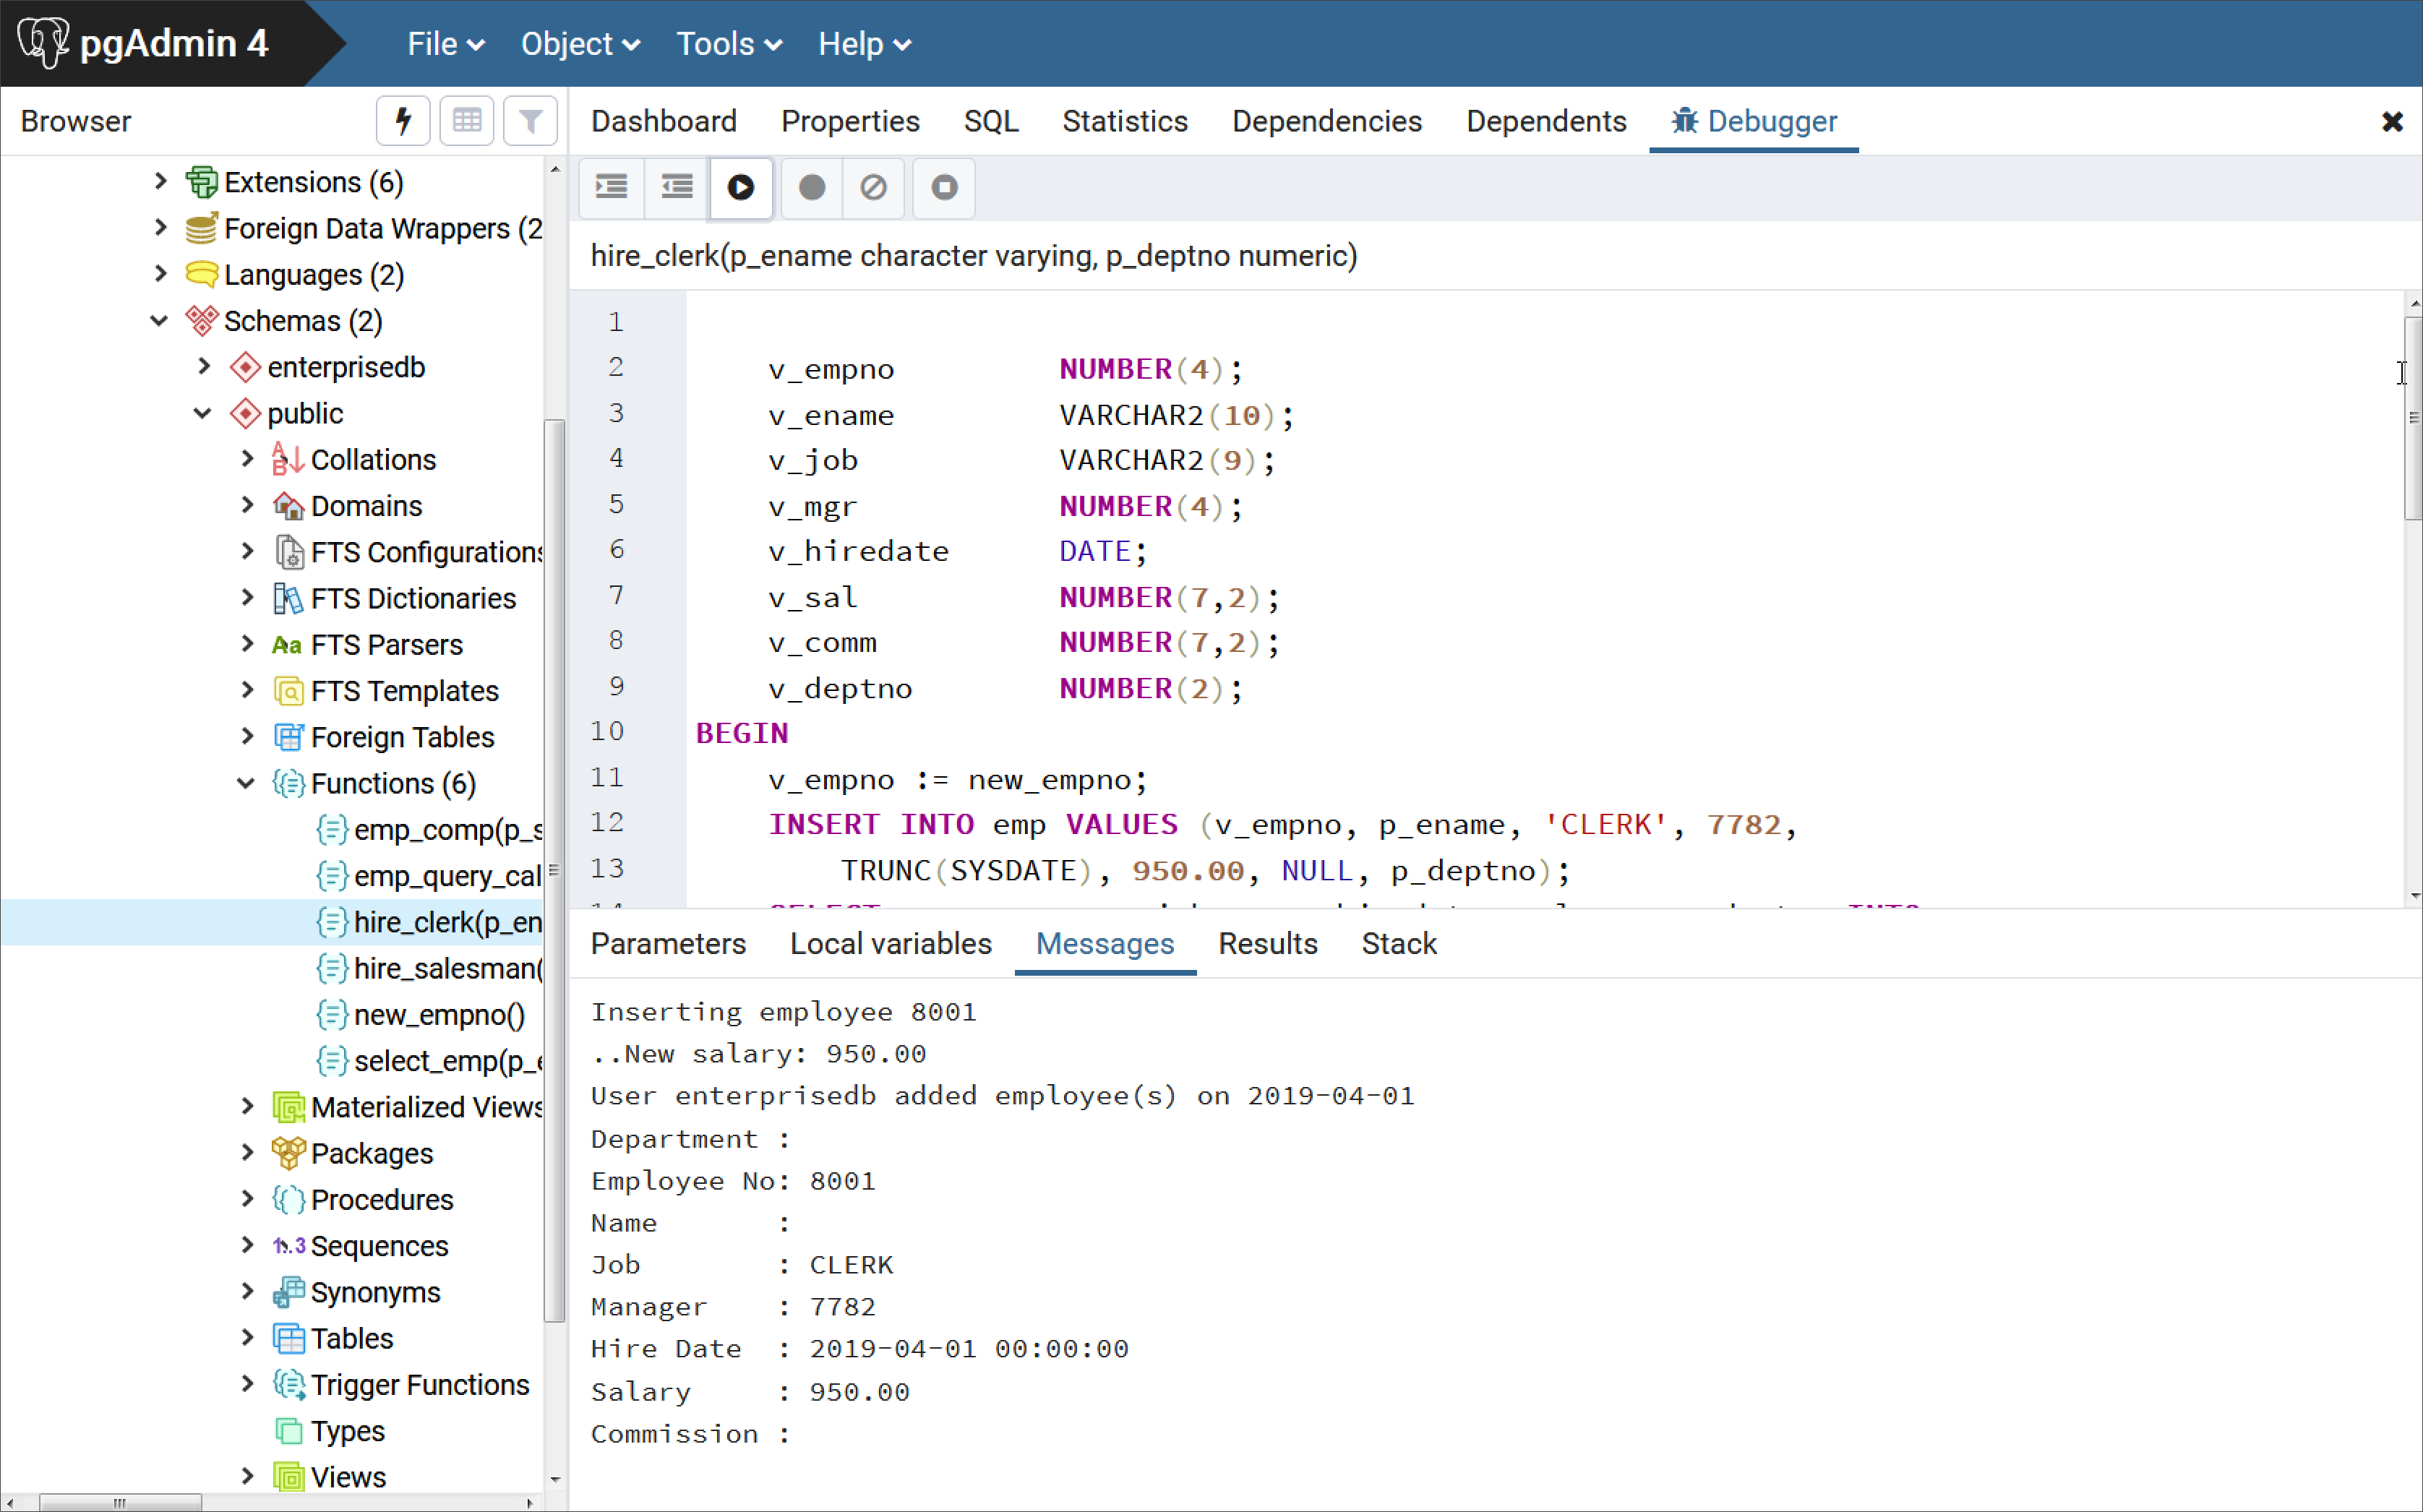 pgAdmin 4
File Object Tools Help
Browser
Dashboard Properties SQL Statistics Dependencies Dependents Debugger
Extensions (6)
Foreign Data Wrappers (2
Languages (2)
Schemas (2)
enterprisedb
public
Collations
Domains
FTS Configurations
FTS Dictionaries
Aa FTS Parsers
FTS Templates
Foreign Tables
Functions (6)
emp_comp(p_s
emp_query_cal
hire_clerk(p_en
hire_salesman(
new_empno()
select_emp(p_e
Materialized Views
Packages
Procedures
1..3 Sequences
Synonyms
Tables
Trigger Functions
Types
Views
hire_clerk(p_ename character varying, p_deptno numeric)
1
2 v_empno NUMBER(4);
3 v_ename VARCHAR2(10);
4 v_job VARCHAR2(9);
5 v_mgr NUMBER(4);
6 v_hiredate DATE;
7 v_sal NUMBER(7,2);
8 v_comm NUMBER(7,2);
9 v_deptno NUMBER(2);
10 BEGIN
11 v_empno := new_empno;
12 INSERT INTO emp VALUES (v_empno, p_ename, 'CLERK', 7782,
13 TRUNC(SYSDATE), 950.00, NULL, p_deptno);
Parameters Local variables Messages Results Stack
Inserting employee 8001
..New salary: 950.00
User enterprisedb added employee(s) on 2019-04-01
Department :
Employee No: 8001
Name :
Job : CLERK
Manager : 7782
Hire Date : 2019-04-01 00:00:00
Salary : 950.00
Commission :